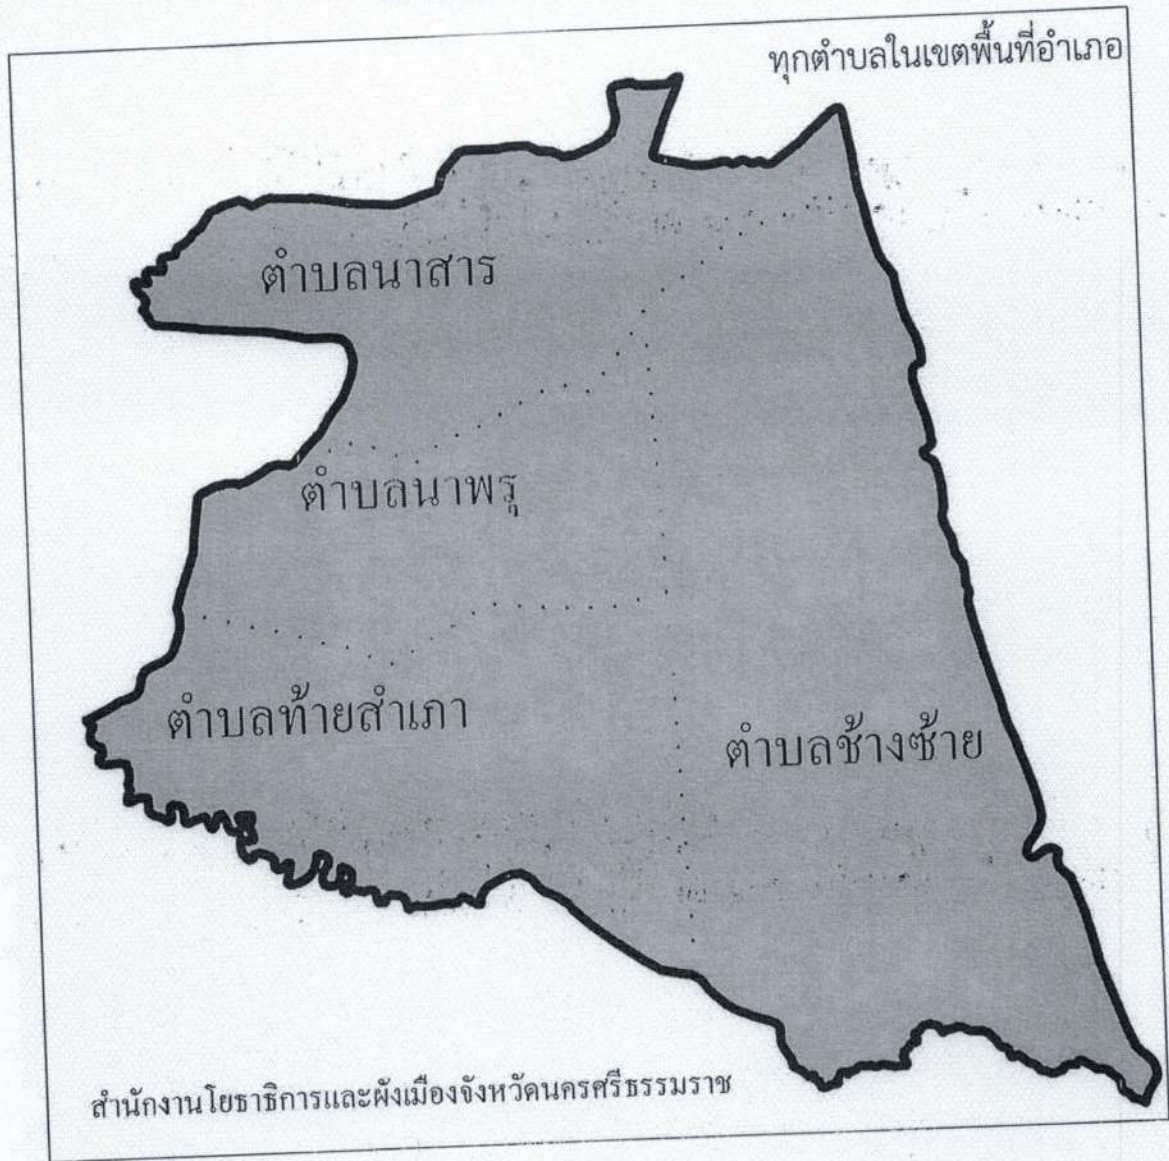 ทุกตำบลในเขตพื้นที่อำเภอ
ตำบลนาสาร
ตำบลนาพรุ
ตำบลท้ายสำเภา
ตำบลช้างซ้าย
สำนักงานโยธาธิการและผังเมืองจังหวัดนครศรีธรรมราช